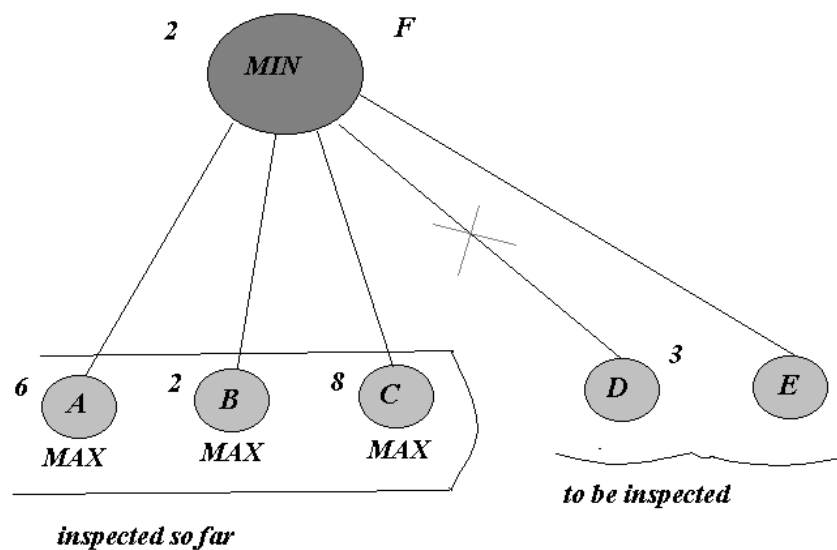 2 F
MIN
6 A 2 B 8 C D 3 E
MAX MAX MAX
to be inspected
inspected so far